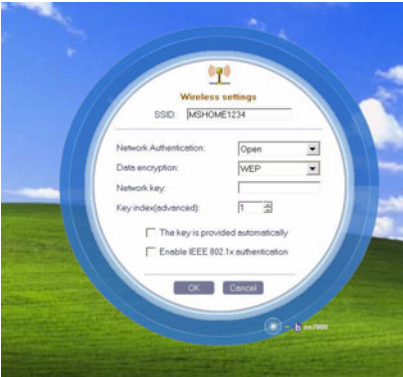 Wireless settings
SSID: MSHOME1234
Network Authentication: Open
Data encryption: WEP
Network key:
Key index(advanced): 1
The key is provided automatically
Enable IEEE 802.1x authentication
OK Cancel